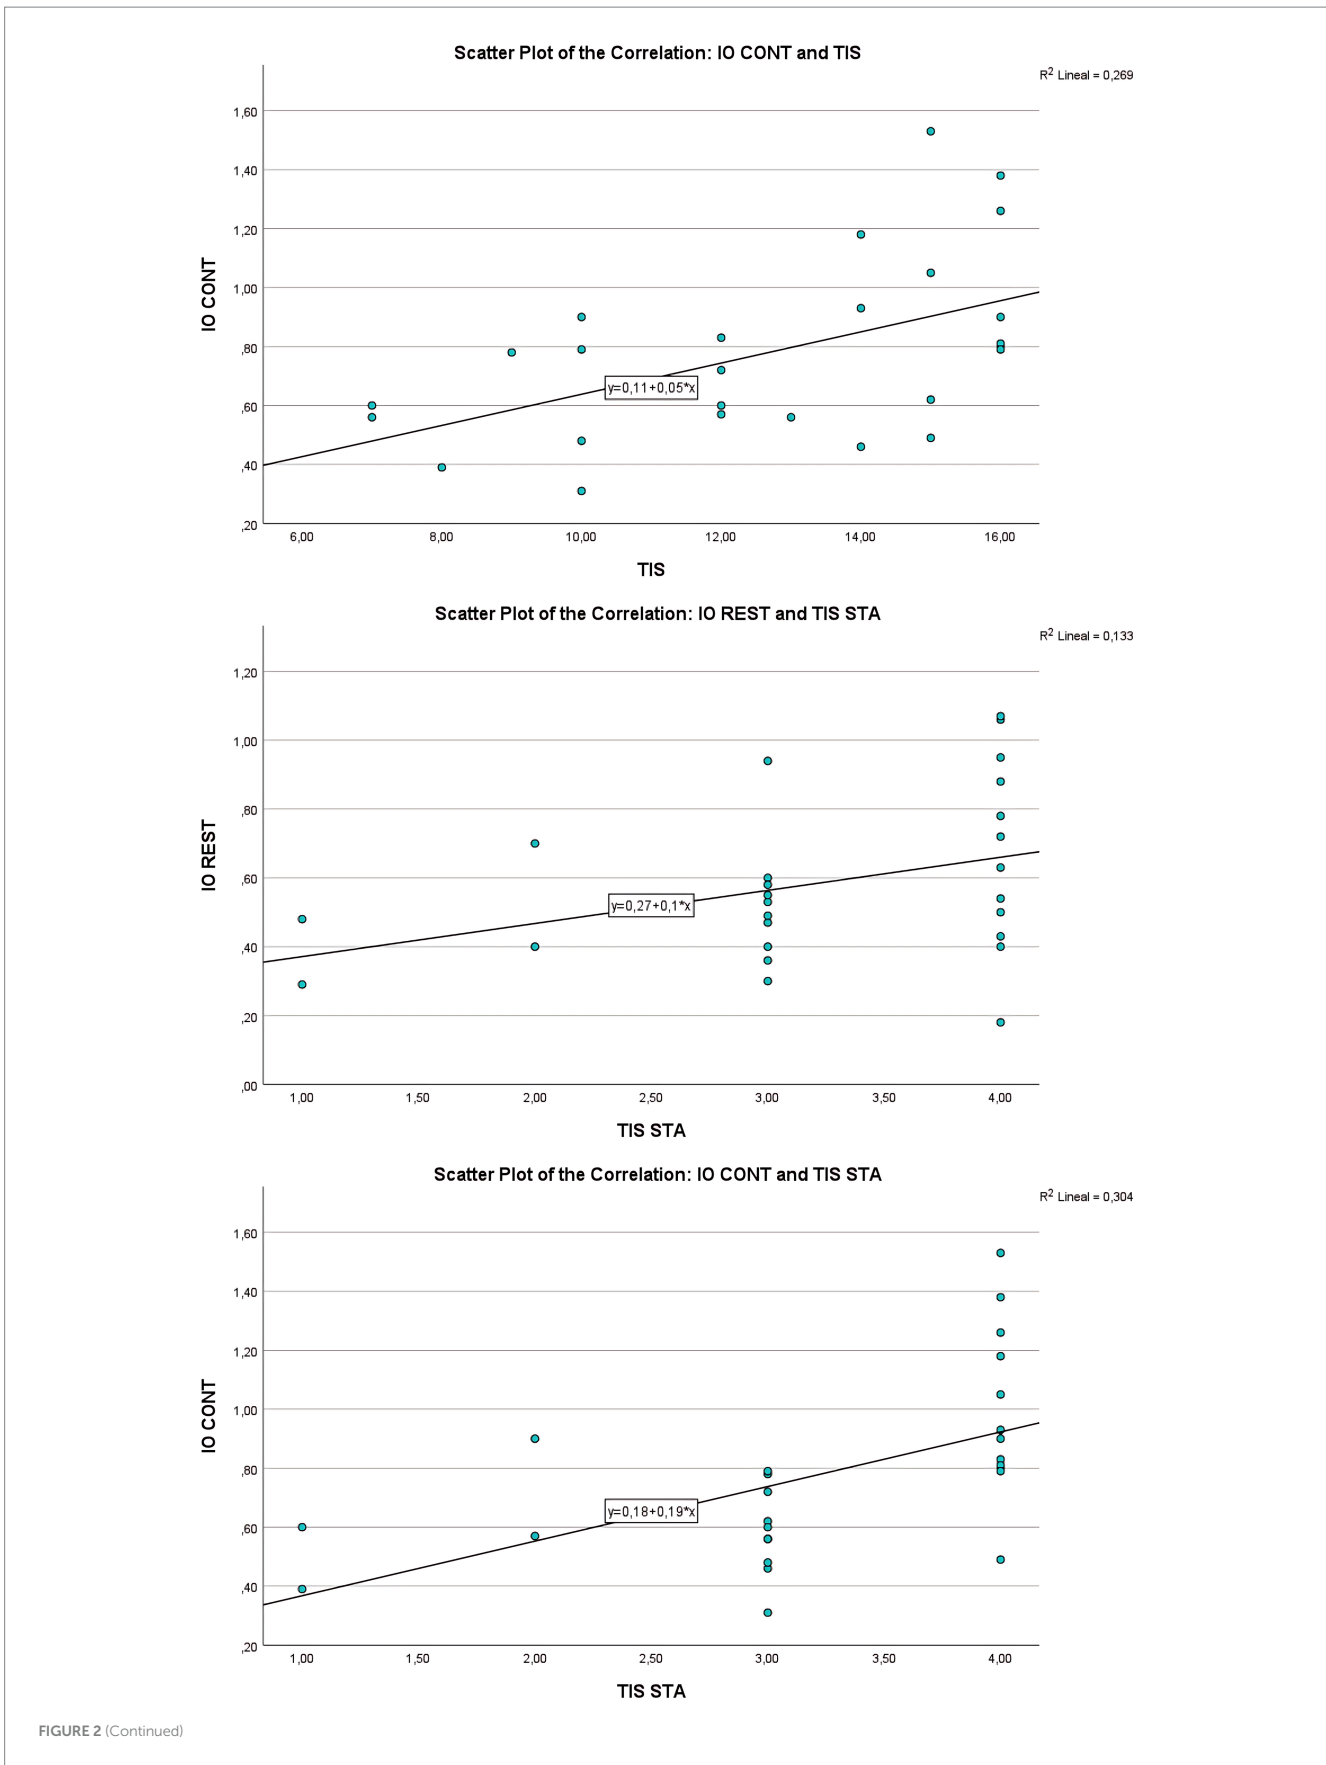 Scatter Plot of the Correlation: IO CONT and TIS
R2 Lineal = 0,269
1,60
1,40
1,20
1,00
,80
,60
,40
,20
IO CONT
y=0,11+0,05*x
6,00 8,00 10,00 12,00 14,00 16,00
TIS
Scatter Plot of the Correlation: IO REST and TIS STA
R2 Lineal = 0,133
1,20
1,00
,80
,60
,40
,20
,00
IO REST
y=0,27+0,1*x
1,00 1,50 2,00 2,50 3,00 3,50 4,00
TIS STA
Scatter Plot of the Correlation: IO CONT and TIS STA
R2 Lineal = 0,304
1,60
1,40
1,20
1,00
,80
,60
,40
,20
IO CONT
y=0,18+0,19*x
1,00 1,50 2,00 2,50 3,00 3,50 4,00
TIS STA
FIGURE 2 (Continued)